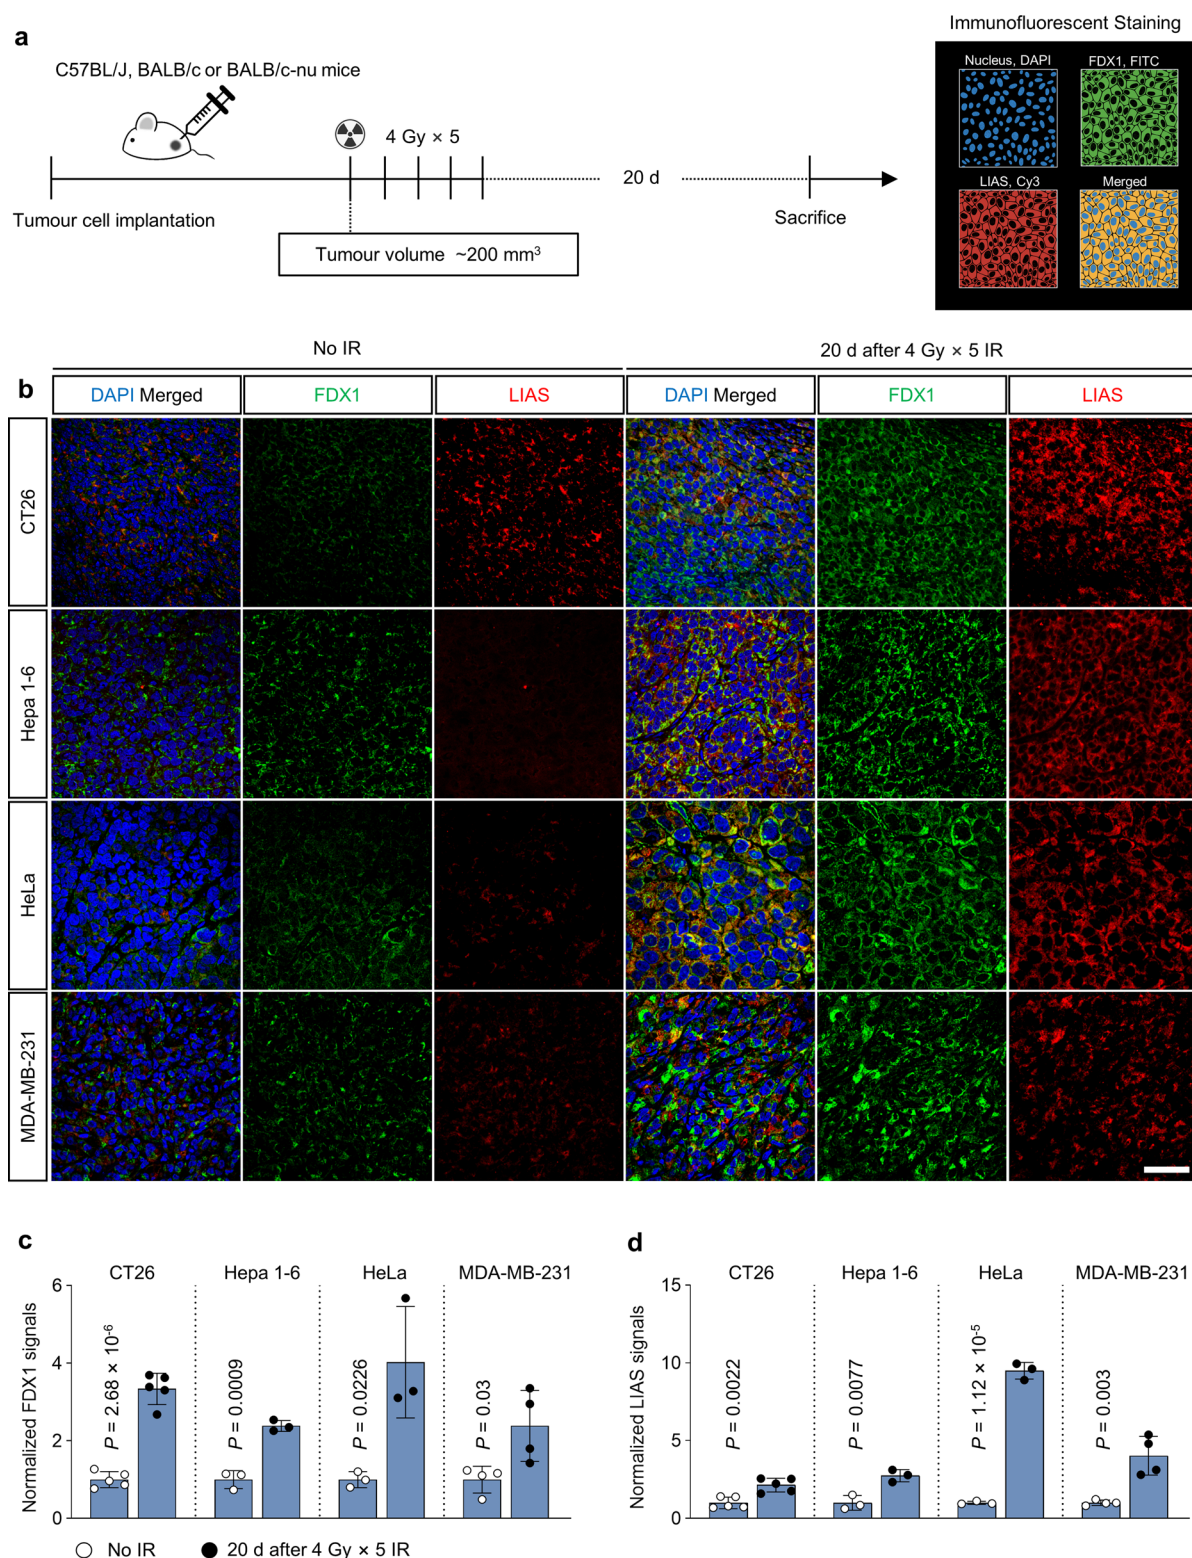 a
Immunofluorescent Staining
C57BL/J, BALB/c or BALB/c-nu mice
Nucleus, DAPI
FDX1, FITC
4 Gy × 5
20 d
LIAS, Cy3
Merged
Tumour cell implantation
Sacrifice
Tumour volume ~200 mm³
No IR
20 d after 4 Gy × 5 IR
b
DAPI Merged
FDX1
LIAS
DAPI Merged
FDX1
LIAS
CT26
Hepa 1-6
HeLa
MDA-MB-231
c
CT26
Hepa 1-6
HeLa
MDA-MB-231
Normalized FDX1 signals
6
4
2
0
P = 2.68 × 10⁻⁶
P = 0.0009
P = 0.0226
P = 0.03
d
CT26
Hepa 1-6
HeLa
MDA-MB-231
Normalized LIAS signals
15
10
5
0
P = 0.0022
P = 0.0077
P = 1.12 × 10⁻⁵
P = 0.003
No IR
20 d after 4 Gy × 5 IR